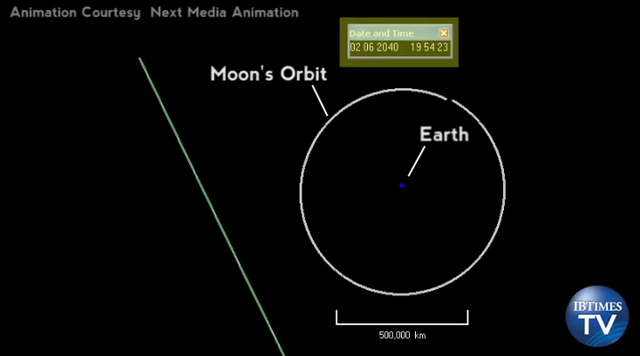 Animation Courtesy Next Media Animation
Date and Time
02 06 2040 19 54 23
Moon's Orbit
Earth
500,000 km
IBTIMES
TV